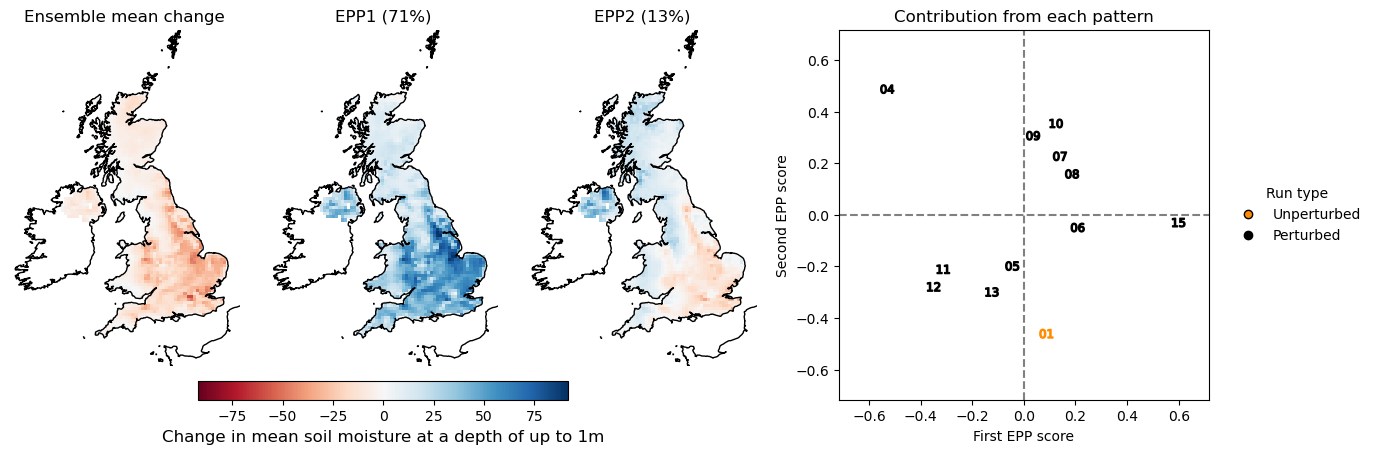 Ensemble mean change
EPP1 (71%)
EPP2 (13%)
Contribution from each pattern
−75 −50 −25 0 25 50 75
Change in mean soil moisture at a depth of up to 1m
Second EPP score
0.6
0.4
0.2
0.0
−0.2
−0.4
−0.6
04
10
09
07
08
15
06
05
11
12
13
01
−0.6 −0.4 −0.2 0.0 0.2 0.4 0.6
First EPP score
Run type
Unperturbed
Perturbed